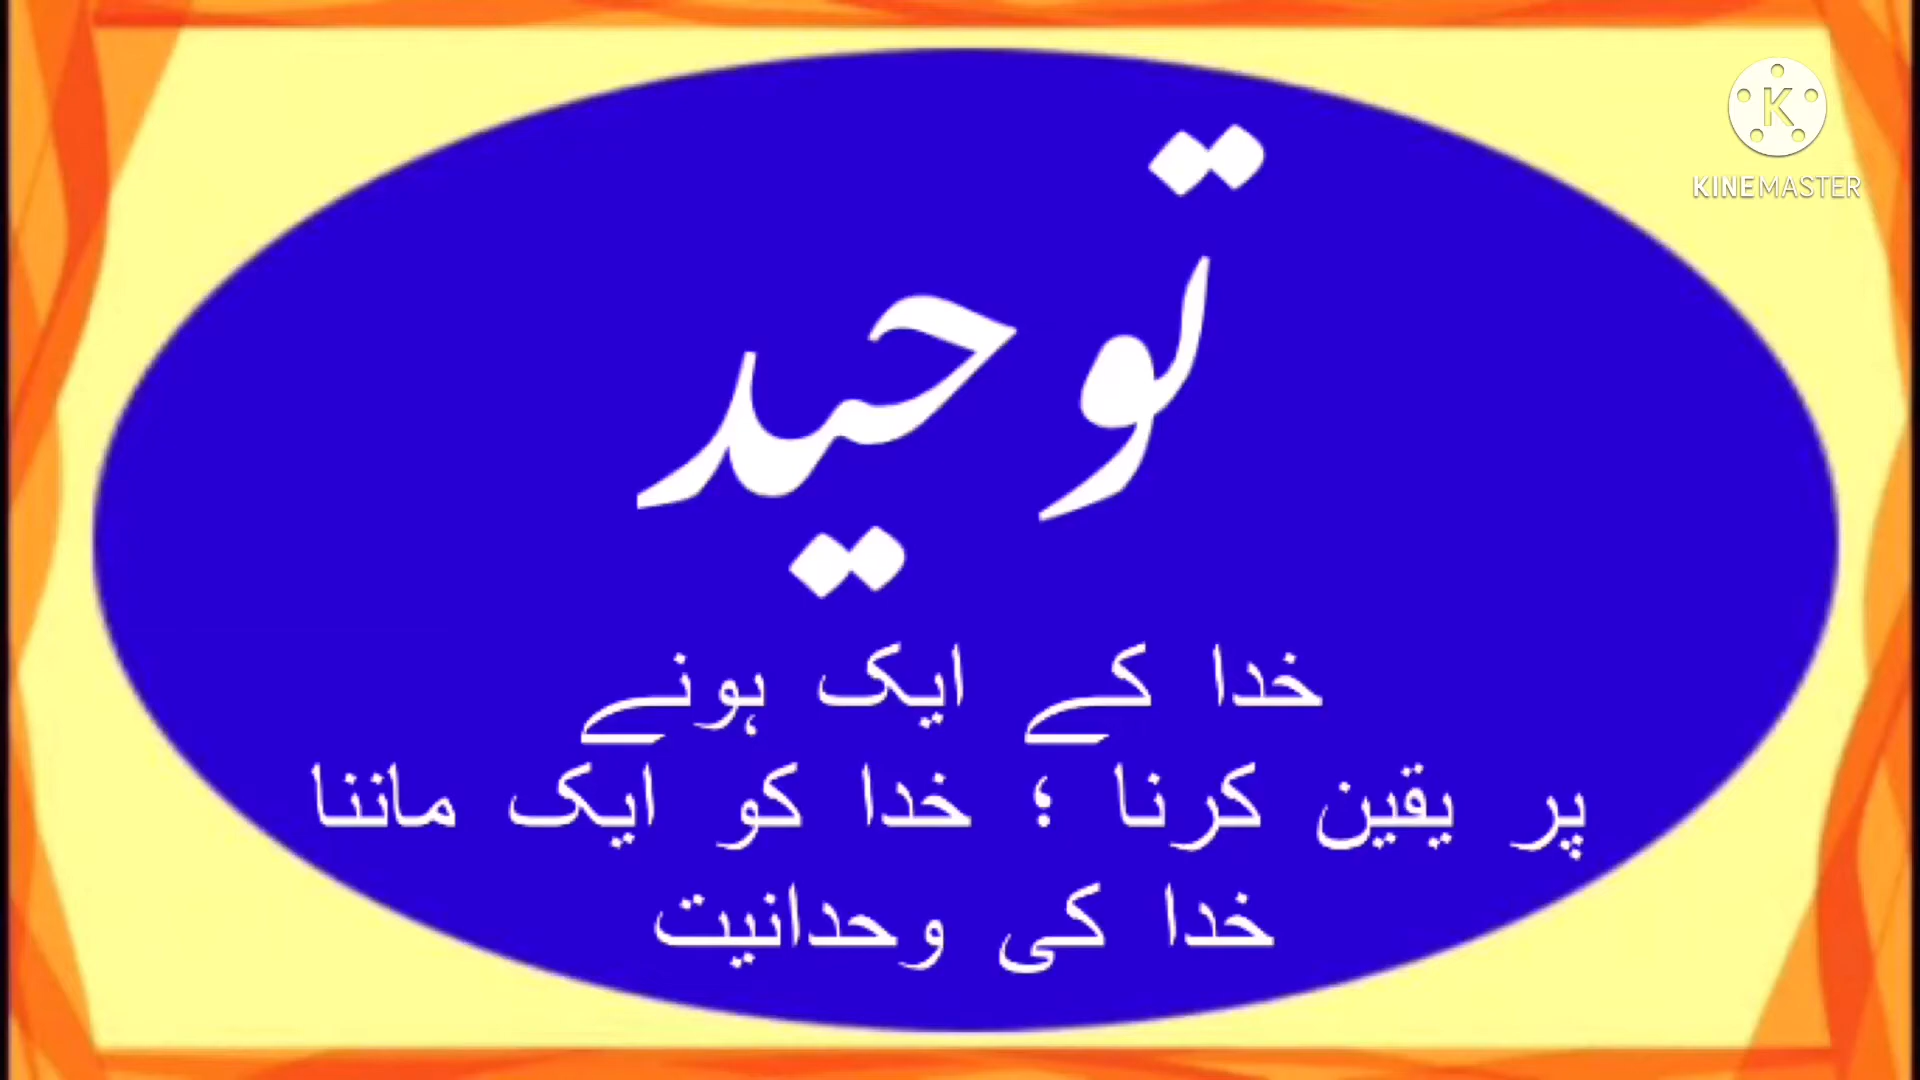 توحید
خدا کے ایک ہونے
پر یقین کرنا ؛ خدا کو ایک ماننا
خدا کی وحدانیت
K
KINEMASTER